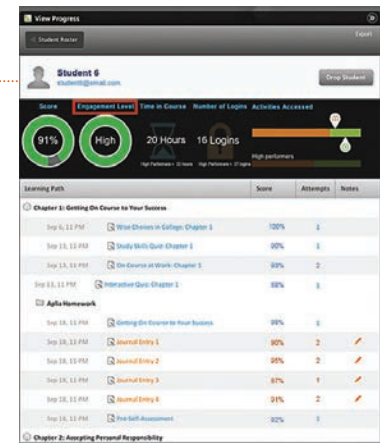 View Progress
Student Roster
Export
Student 6
student6@email.com
Drop Student
Score Engagement Level Time in Course Number of Logins Activities Accessed
91% High 20 Hours 16 Logins
High performers
Learning Path Score Attempts Notes
Chapter 1: Getting On Course to Your Success
Sep 6, 11 PM Wise Choices in College: Chapter 1 100% 1
Sep 13, 11 PM Study Skills Quiz: Chapter 1 90% 1
Sep 13, 11 PM On Course at Work: Chapter 1 2
Sep 13, 11 PM Interactive Quiz: Chapter 1 1
Aplia Homework
Sep 18, 11 PM Getting On Course to Your Success 1
Sep 18, 11 PM Journal Entry 1 90% 2
Sep 18, 11 PM Journal Entry 2 2
Sep 18, 11 PM Journal Entry 3 97% 1
Sep 18, 11 PM Journal Entry 4 91% 2
Sep 18, 11 PM Pre-Self-Assessment 92% 1
Chapter 2: Accepting Personal Responsibility